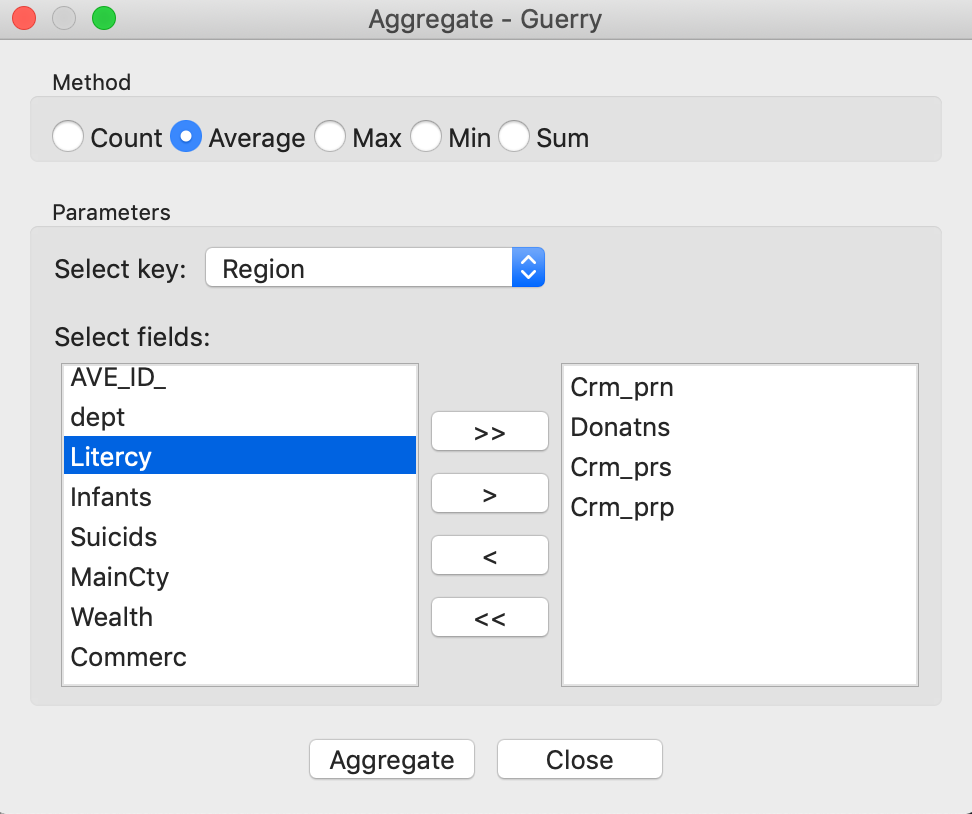 Aggregate - Guerry
Method
Count Average Max Min Sum
Parameters
Select key: Region
Select fields:
AVE_ID_
dept
Litercy
Infants
Suicids
MainCty
Wealth
Commerc
>>
>
<
<<
Crm_prn
Donatns
Crm_prs
Crm_prp
Aggregate Close